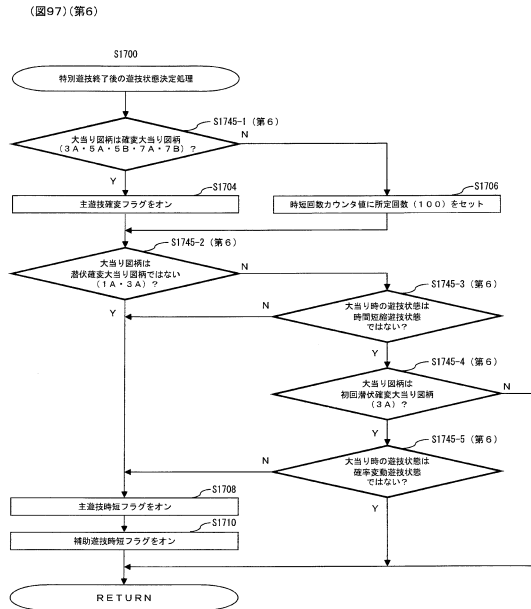 (図97) (第6)
S1700
特別遊技終了後の遊技状態決定処理
S1745-1 (第6)
大当り図柄は確変大当り図柄
(3A・5A・5B・7A・7B) ?
N
Y
S1704
主遊技確変フラグをオン
S1706
時短回数カウンタ値に所定回数 (100) をセット
S1745-2 (第6)
大当り図柄は
潜伏確変大当り図柄ではない
(1A・3A) ?
N
Y
S1745-3 (第6)
大当り時の遊技状態は
時間短縮遊技状態
ではない?
N
Y
S1745-4 (第6)
大当り図柄は
初回潜伏確変大当り図柄
(3A) ?
N
Y
S1745-5 (第6)
大当り時の遊技状態は
確率変動遊技状態
ではない?
N
Y
S1708
主遊技時短フラグをオン
S1710
補助遊技時短フラグをオン
RETURN